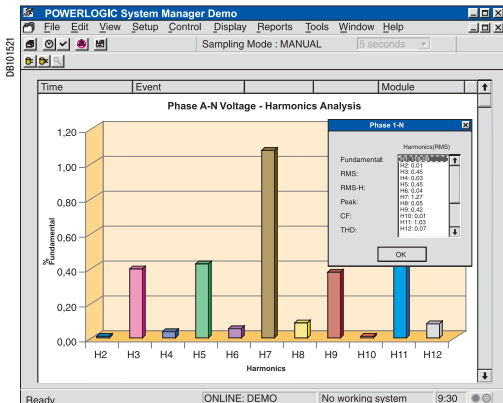 POWERLOGIC System Manager Demo
File Edit View Setup Control Display Reports Tools Window Help
Sampling Mode : MANUAL 5 seconds
DB101521
Time Event Module
Phase A-N Voltage - Harmonics Analysis
Phase 1-N
Harmonics(RMS)
Fundamental:
RMS:
RMS-H:
Peak:
CF:
THD:
H2: 0.01
H3: 0.45
H4: 0.03
H5: 0.45
H6: 0.04
H7: 1.27
H8: 0.05
H9: 0.42
H10: 0.01
H11: 1.03
H12: 0.07
OK
1,20
1,00
0,80
0,60
0,40
0,20
0,00
% Fundamental
H2 H3 H4 H5 H6 H7 H8 H9 H10 H11 H12
Harmonics
Ready ONLINE: DEMO No working system 9:30